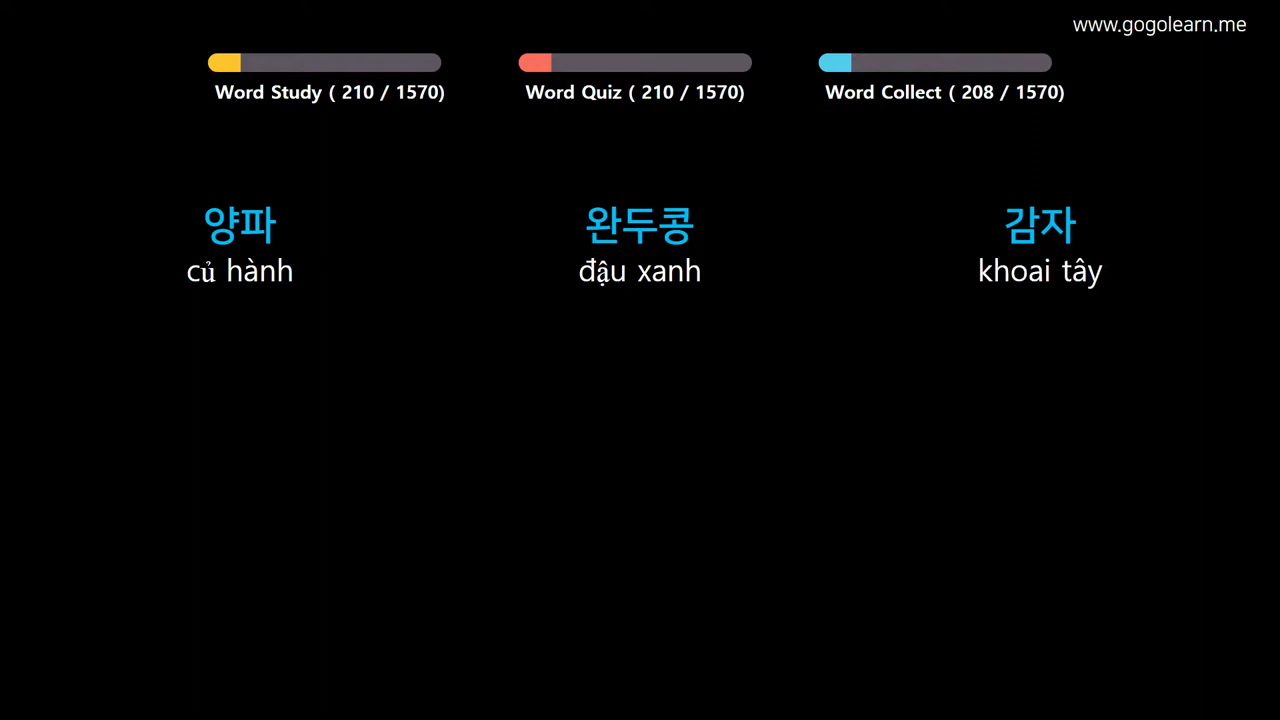 www.gogolearn.me
Word Study ( 210 / 1570)
Word Quiz ( 210 / 1570)
Word Collect ( 208 / 1570)
양파
củ hành
완두콩
đậu xanh
감자
khoai tây